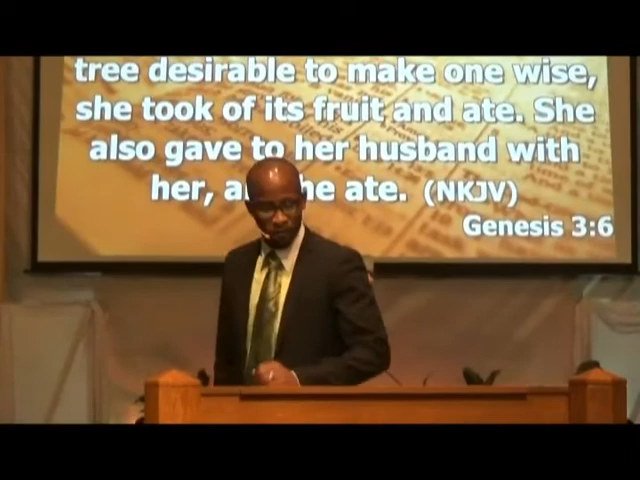 tree desirable to make one wise,
she took of its fruit and ate. She
also gave to her husband with
her, a he ate. (NKJV)
Genesis 3:6